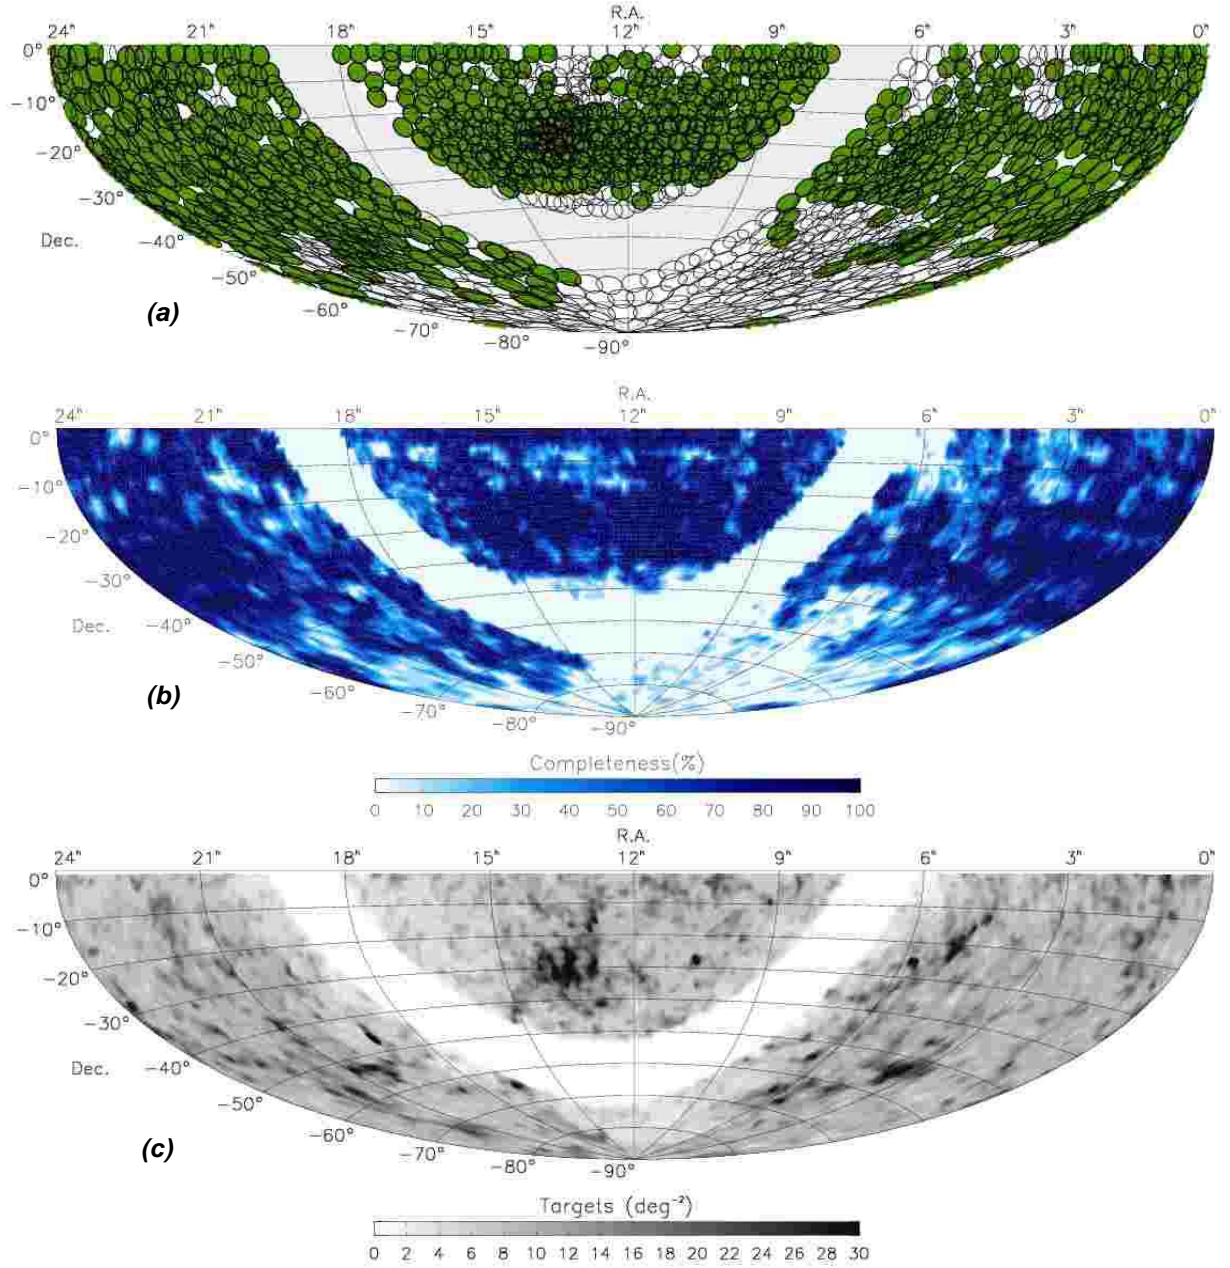 R.A.
24ʰ 21ʰ 18ʰ 15ʰ 12ʰ 9ʰ 6ʰ 3ʰ 0ʰ
0°
−10°
−20°
−30°
Dec. −40°
−50°
−60°
−70°
−80°
−90°
(a)
R.A.
24ʰ 21ʰ 18ʰ 15ʰ 12ʰ 9ʰ 6ʰ 3ʰ 0ʰ
0°
−10°
−20°
−30°
Dec. −40°
−50°
−60°
−70°
−80°
−90°
(b)
Completeness(%)
0 10 20 30 40 50 60 70 80 90 100
R.A.
24ʰ 21ʰ 18ʰ 15ʰ 12ʰ 9ʰ 6ʰ 3ʰ 0ʰ
0°
−10°
−20°
−30°
Dec. −40°
−50°
−60°
−70°
−80°
−90°
(c)
Targets (deg⁻²)
0 2 4 6 8 10 12 14 16 18 20 22 24 26 28 30